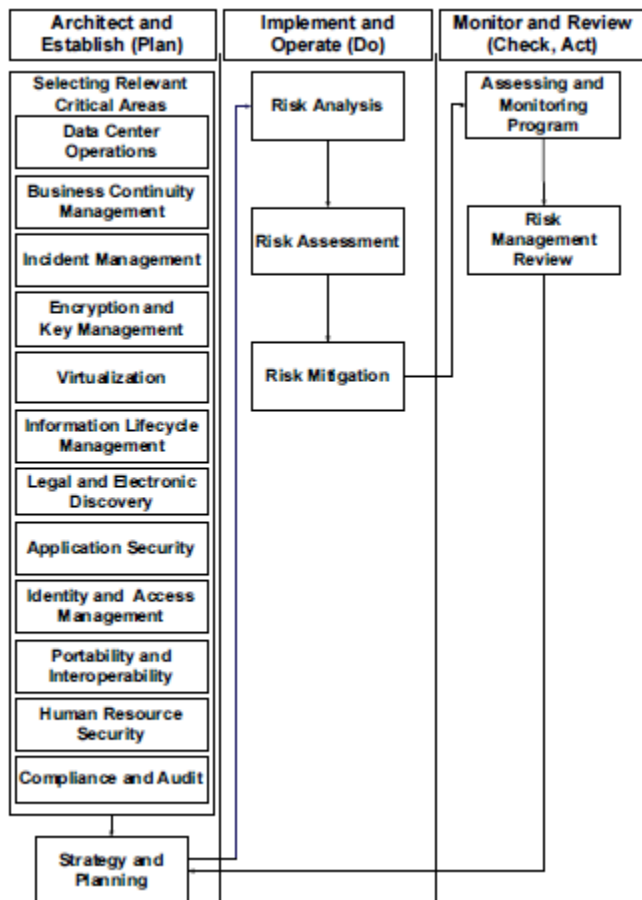 Architect and
Establish (Plan)
Implement and
Operate (Do)
Monitor and Review
(Check, Act)
Selecting Relevant
Critical Areas
Data Center
Operations
Business Continuity
Management
Incident Management
Encryption and
Key Management
Virtualization
Information Lifecycle
Management
Legal and Electronic
Discovery
Application Security
Identity and Access
Management
Portability and
Interoperability
Human Resource
Security
Compliance and Audit
Strategy and
Planning
Risk Analysis
Risk Assessment
Risk Mitigation
Assessing and
Monitoring
Program
Risk
Management
Review